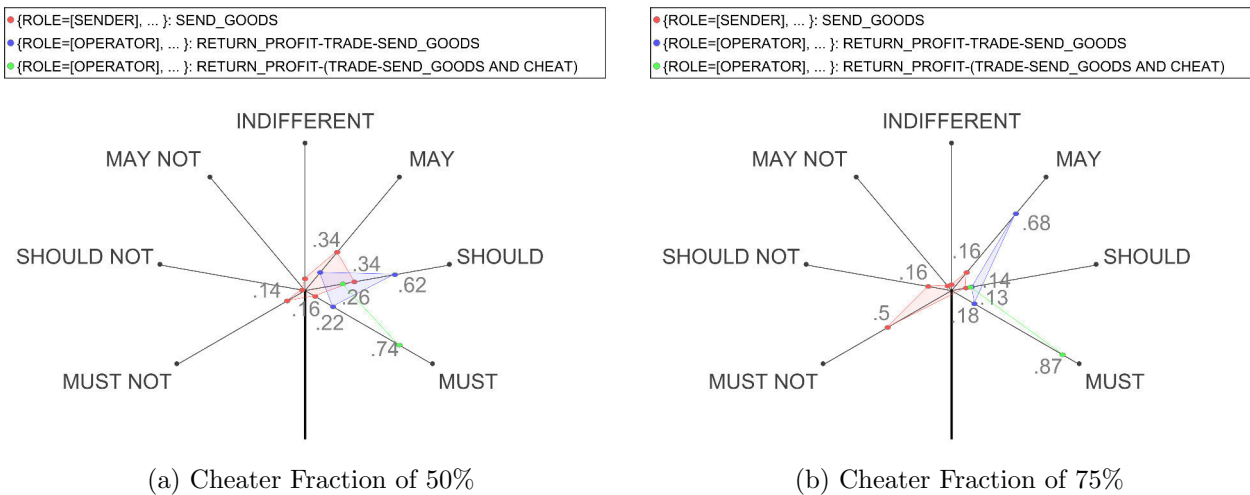 {ROLE=[SENDER], ... }: SEND_GOODS
{ROLE=[OPERATOR], ... }: RETURN_PROFIT-TRADE-SEND_GOODS
{ROLE=[OPERATOR], ... }: RETURN_PROFIT-(TRADE-SEND_GOODS AND CHEAT)
INDIFFERENT
MAY NOT
MAY
.34
SHOULD NOT
.34
SHOULD
.14
.26
.62
.16
.22
.74
MUST NOT
MUST
(a) Cheater Fraction of 50%
{ROLE=[SENDER], ... }: SEND_GOODS
{ROLE=[OPERATOR], ... }: RETURN_PROFIT-TRADE-SEND_GOODS
{ROLE=[OPERATOR], ... }: RETURN_PROFIT-(TRADE-SEND_GOODS AND CHEAT)
INDIFFERENT
MAY NOT
MAY
.68
SHOULD NOT
.16
.16
SHOULD
.14
.13
.5
.18
.87
MUST NOT
MUST
(b) Cheater Fraction of 75%